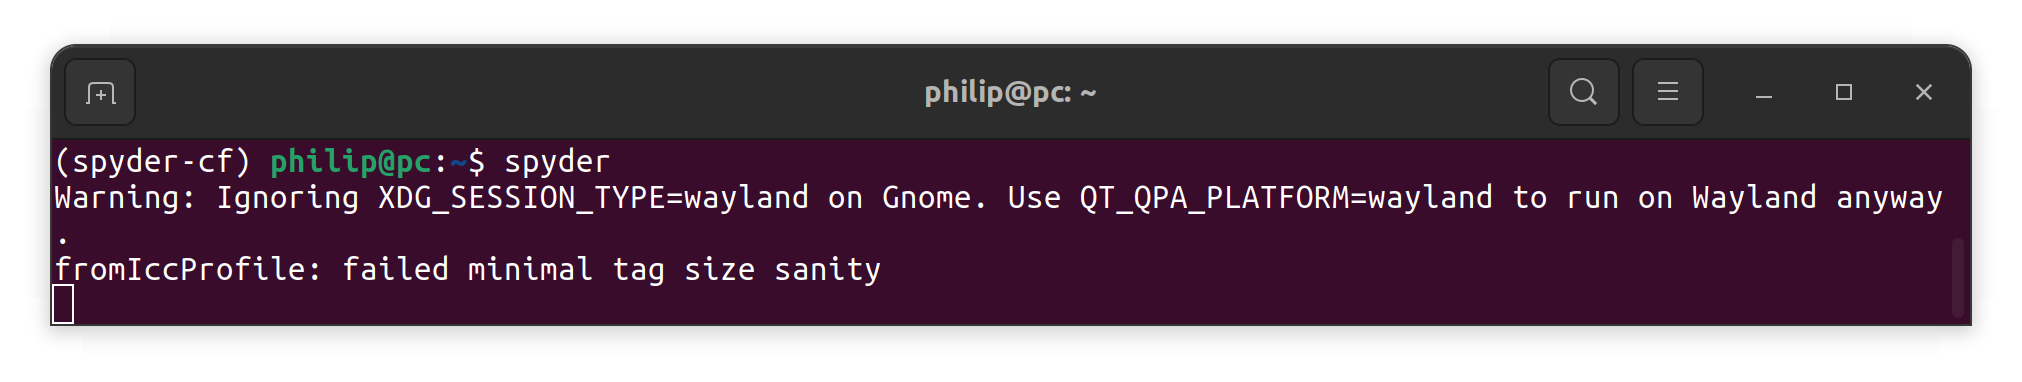 philip@pc: ~
(spyder-cf) philip@pc:~$ spyder
Warning: Ignoring XDG_SESSION_TYPE=wayland on Gnome. Use QT_QPA_PLATFORM=wayland to run on Wayland anyway
.
fromIccProfile: failed minimal tag size sanity